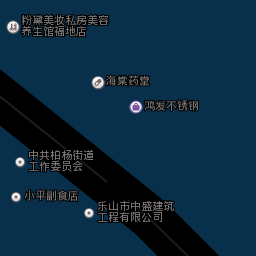 粉黛美妆私房美容
养生馆福地店
海棠药堂
鸿发不锈钢
中共柏杨街道
工作委员会
小平副食店
乐山市中盛建筑
工程有限公司